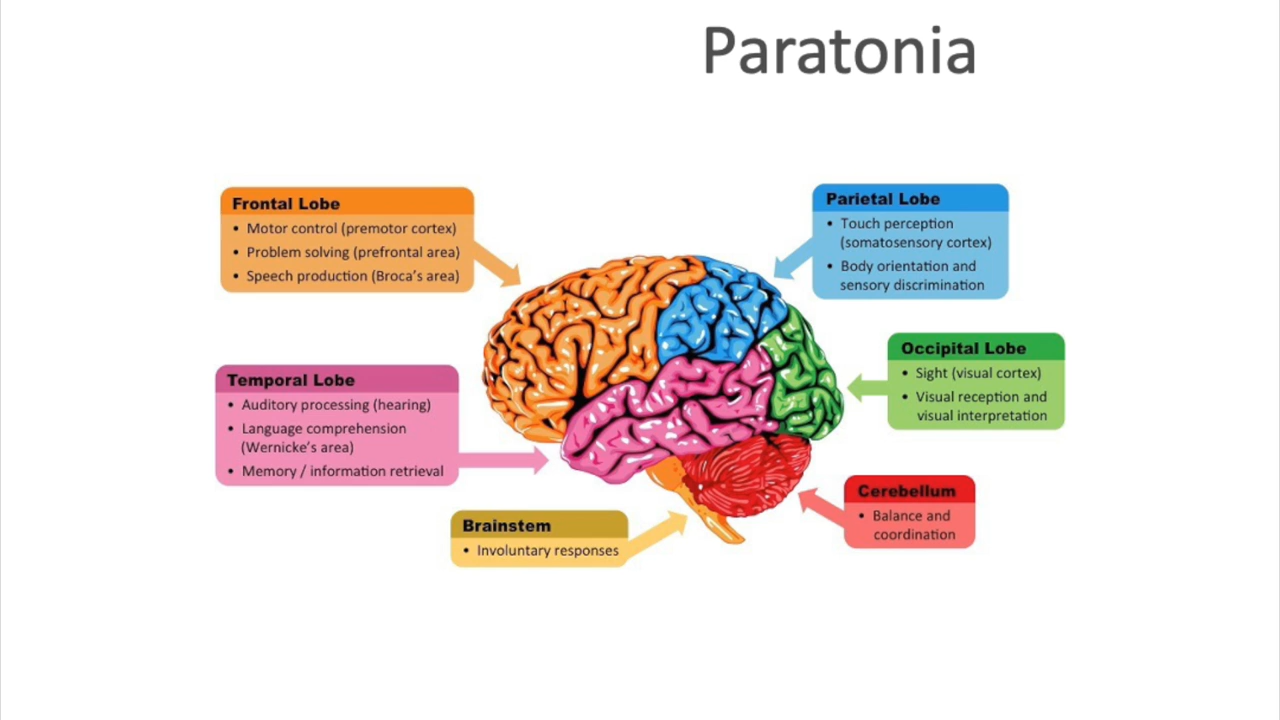 Paratonia
Frontal Lobe
• Motor control (premotor cortex)
• Problem solving (prefrontal area)
• Speech production (Broca’s area)
Parietal Lobe
• Touch perception
(somatosensory cortex)
• Body orientation and
sensory discrimination
Occipital Lobe
• Sight (visual cortex)
• Visual reception and
visual interpretation
Temporal Lobe
• Auditory processing (hearing)
• Language comprehension
(Wernicke’s area)
• Memory / information retrieval
Cerebellum
• Balance and
coordination
Brainstem
• Involuntary responses